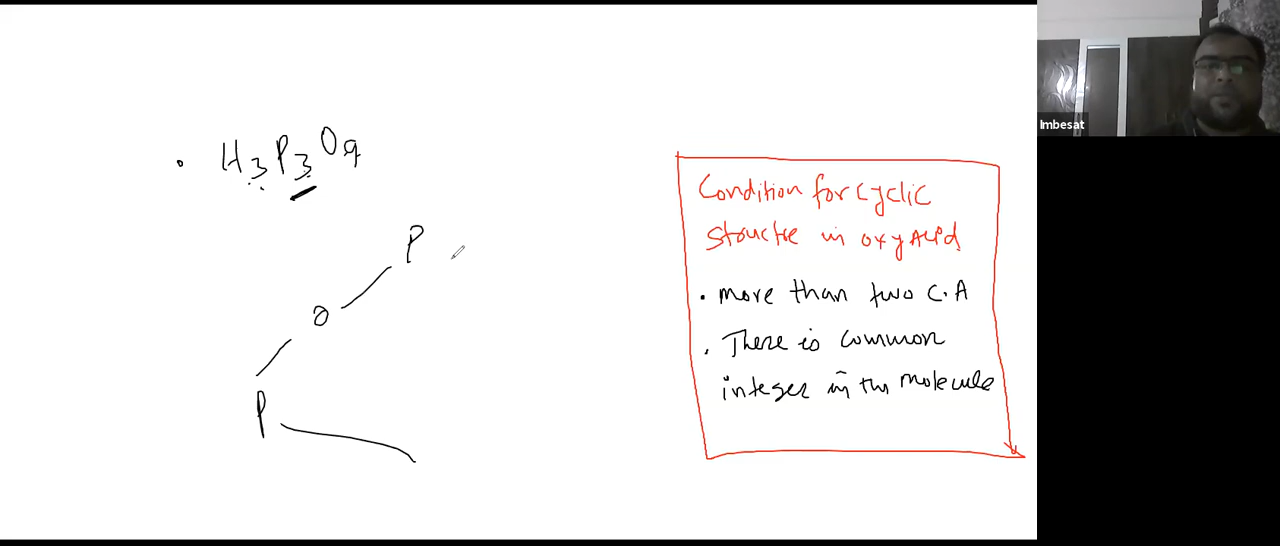 . H3P3O9
P
O
P
Condition for cyclic
structre in oxyAcid
. more than two C.A
. There is common
integer in the molecule
Imbesat